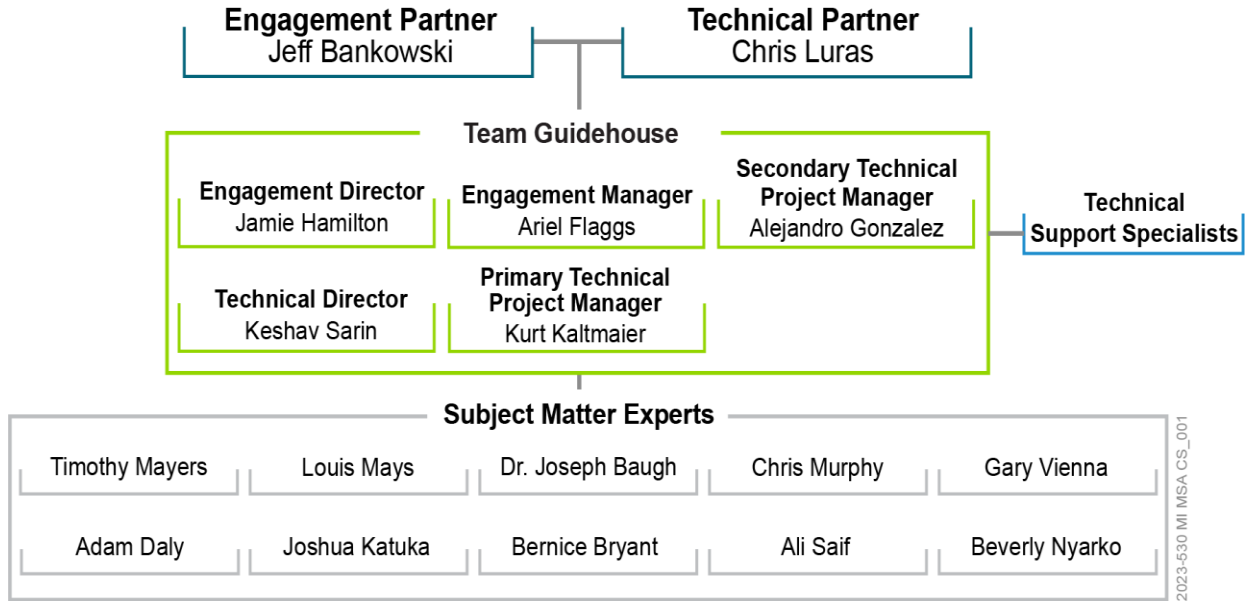 Engagement Partner
Jeff Bankowski
Technical Partner
Chris Luras
Team Guidehouse
Engagement Director
Jamie Hamilton
Engagement Manager
Ariel Flaggs
Secondary Technical
Project Manager
Alejandro Gonzalez
Technical
Support Specialists
Technical Director
Keshav Sarin
Primary Technical
Project Manager
Kurt Kaltmaier
Subject Matter Experts
Timothy Mayers
Louis Mays
Dr. Joseph Baugh
Chris Murphy
Gary Vienna
Adam Daly
Joshua Katuka
Bernice Bryant
Ali Saif
Beverly Nyarko
2023-530 MI MSA CS_001